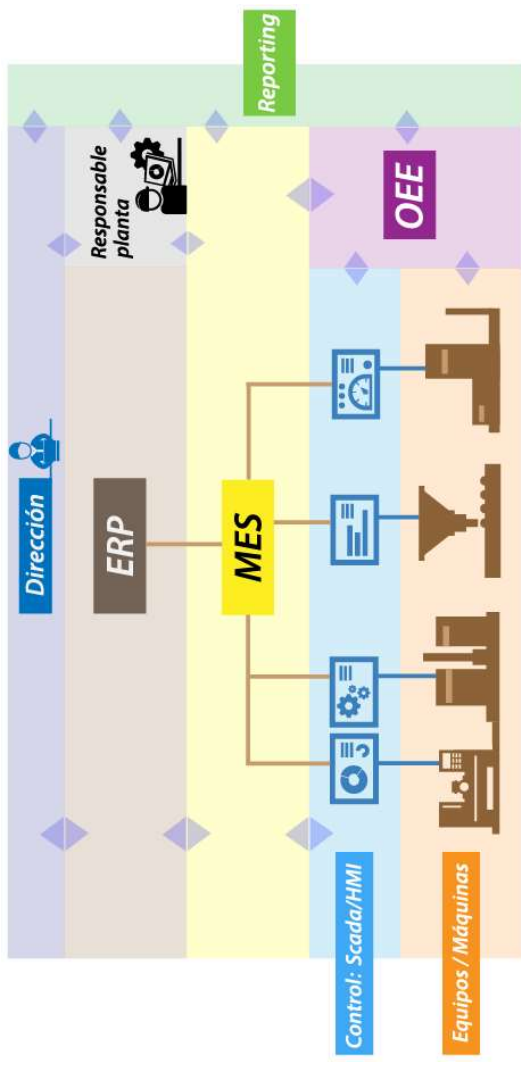 Dirección
ERP
Responsable
planta
MES
Reporting
Control: Scada/HMI
OEE
Equipos / Máquinas